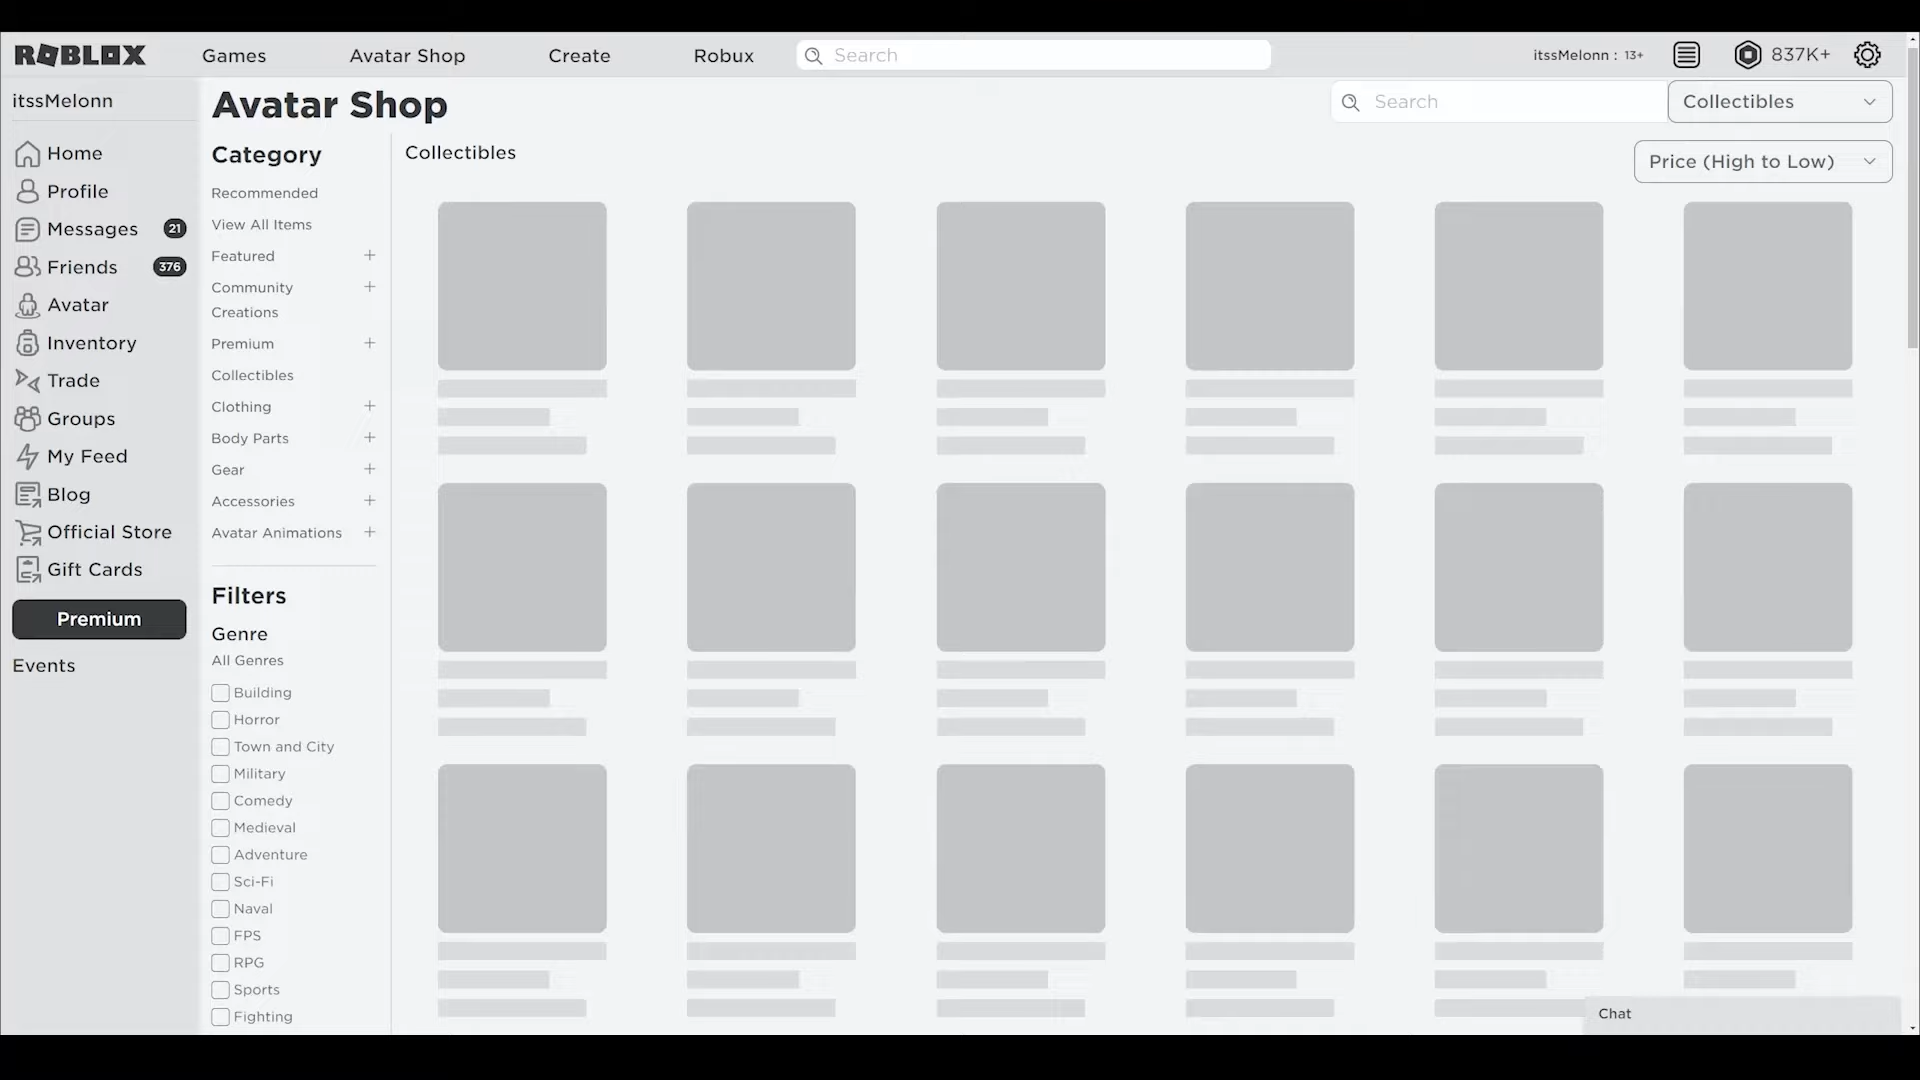 ROBLOX
Games
Avatar Shop
Create
Robux
Search
itssMelonn : 13+
837K+
itssMelonn
Home
Profile
Messages 21
Friends 376
Avatar
Inventory
Trade
Groups
My Feed
Blog
Official Store
Gift Cards
Premium
Events
Avatar Shop
Search
Collectibles
Category
Recommended
View All Items
Featured +
Community +
Creations
Premium +
Collectibles
Clothing +
Body Parts +
Gear +
Accessories +
Avatar Animations +
Filters
Genre
All Genres
Building
Horror
Town and City
Military
Comedy
Medieval
Adventure
Sci-Fi
Naval
FPS
RPG
Sports
Fighting
Collectibles
Price (High to Low)
Chat